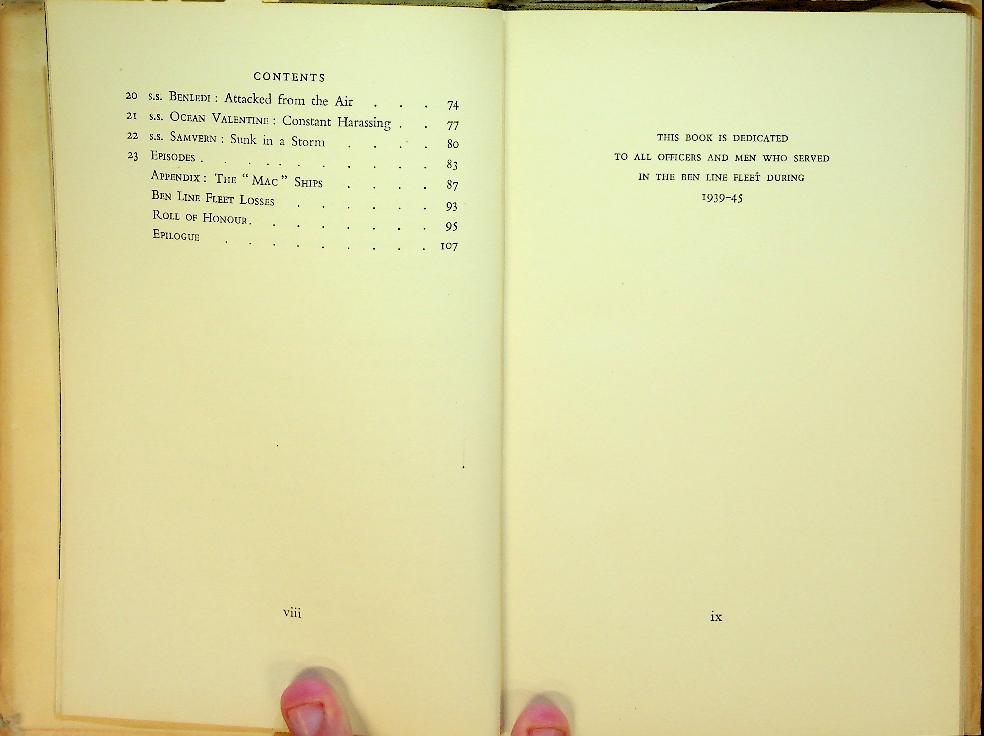 CONTENTS
20 s.s. Benledi : Attacked from the Air . . . 74
21 s.s. Ocean Valentine : Constant Harassing . . 77
22 s.s. Samvern : Sunk in a Storm . . . . 80
23 Episodes . . . . . . . . . 83
Appendix : The "Mac" Ships . . . . 87
Ben Line Fleet Losses . . . . . . 93
Roll of Honour . . . . . . . . 95
Epilogue . . . . . . . . . 107
viii
THIS BOOK IS DEDICATED
TO ALL OFFICERS AND MEN WHO SERVED
IN THE BEN LINE FLEET DURING
1939-45
ix